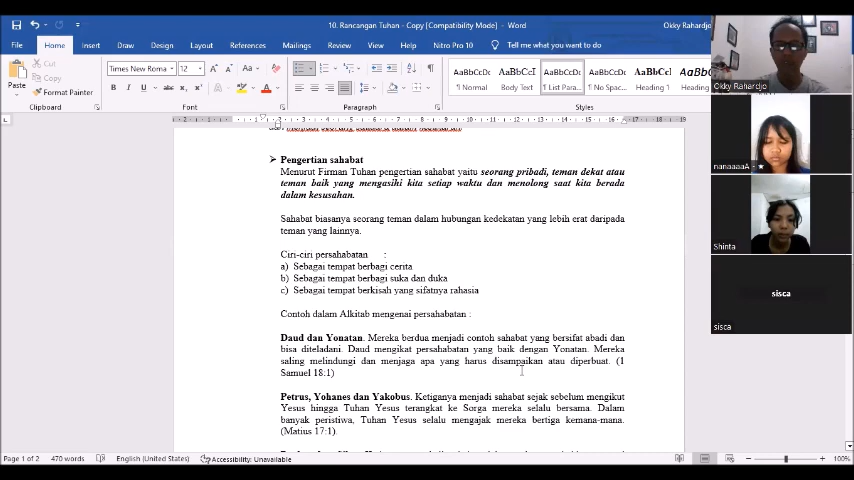 10. Rancangan Tuhan - Copy [Compatibility Mode] - Word
Okky Rahardjo
File Home Insert Draw Design Layout References Mailings Review View Help Nitro Pro 10 Tell me what you want to do
Cut
Copy
Paste
Format Painter
Times New Roma 12
AaBbCcDc AaBbCcDc AaBbCcDc AaBbCcDc AaBbCc AaBbC
¶ Normal ¶ Body Text ¶ List Para... ¶ No Spac... Heading 1 Heading
Clipboard Font Paragraph Styles
Pengertian sahabat
Menurut Firman Tuhan pengertian sahabat yaitu seorang pribadi, teman dekat atau
teman baik yang mengasihi kita setiap waktu dan menolong saat kita berada
dalam kesusahan.
Sahabat biasanya seorang teman dalam hubungan kedekatan yang lebih erat daripada
teman yang lainnya.
Ciri-ciri persahabatan :
a) Sebagai tempat berbagi cerita
b) Sebagai tempat berbagi suka dan duka
c) Sebagai tempat berkisah yang sifatnya rahasia
Contoh dalam Alkitab mengenai persahabatan :
Daud dan Yonatan. Mereka berdua menjadi contoh sahabat yang bersifat abadi dan
bisa diteladani. Daud mengikat persahabatan yang baik dengan Yonatan. Mereka
saling melindungi dan menjaga apa yang harus disampaikan atau diperbuat. (1
Samuel 18:1)
Petrus, Yohanes dan Yakobus. Ketiganya menjadi sahabat sejak sebelum mengikut
Yesus hingga Tuhan Yesus terangkat ke Sorga mereka selalu bersama. Dalam
banyak peristiwa, Tuhan Yesus selalu mengajak mereka bertiga kemana-mana.
(Matius 17:1).
Page 1 of 2 470 words English (United States) Accessibility: Unavailable 100%
Okky Rahardjo
nanaaaaA
Shinta
sisca
sisca